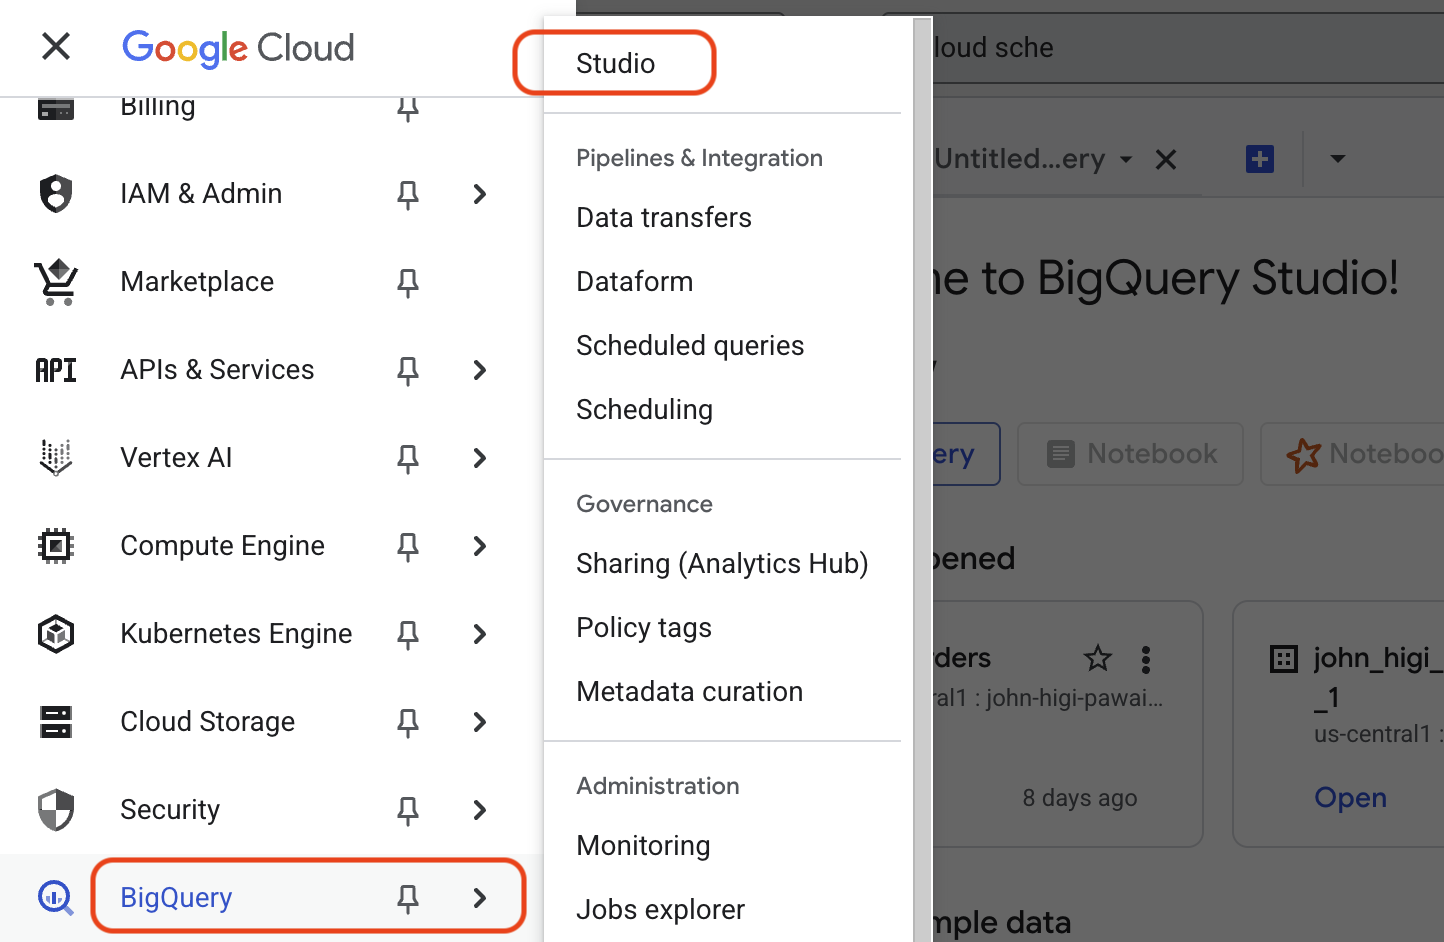 Google Cloud
Billing
IAM & Admin
Marketplace
API APIs & Services
Vertex AI
Compute Engine
Kubernetes Engine
Cloud Storage
Security
BigQuery
Studio
Pipelines & Integration
Data transfers
Dataform
Scheduled queries
Scheduling
Governance
Sharing (Analytics Hub)
Policy tags
Metadata curation
Administration
Monitoring
Jobs explorer
loud sche
Untitled...ery
me to BigQuery Studio!
ery
Notebook
Noteboo
pened
rders
ral1 : john-higi-pawai...
8 days ago
john_higi_
_1
us-central1 :
Open
mple data